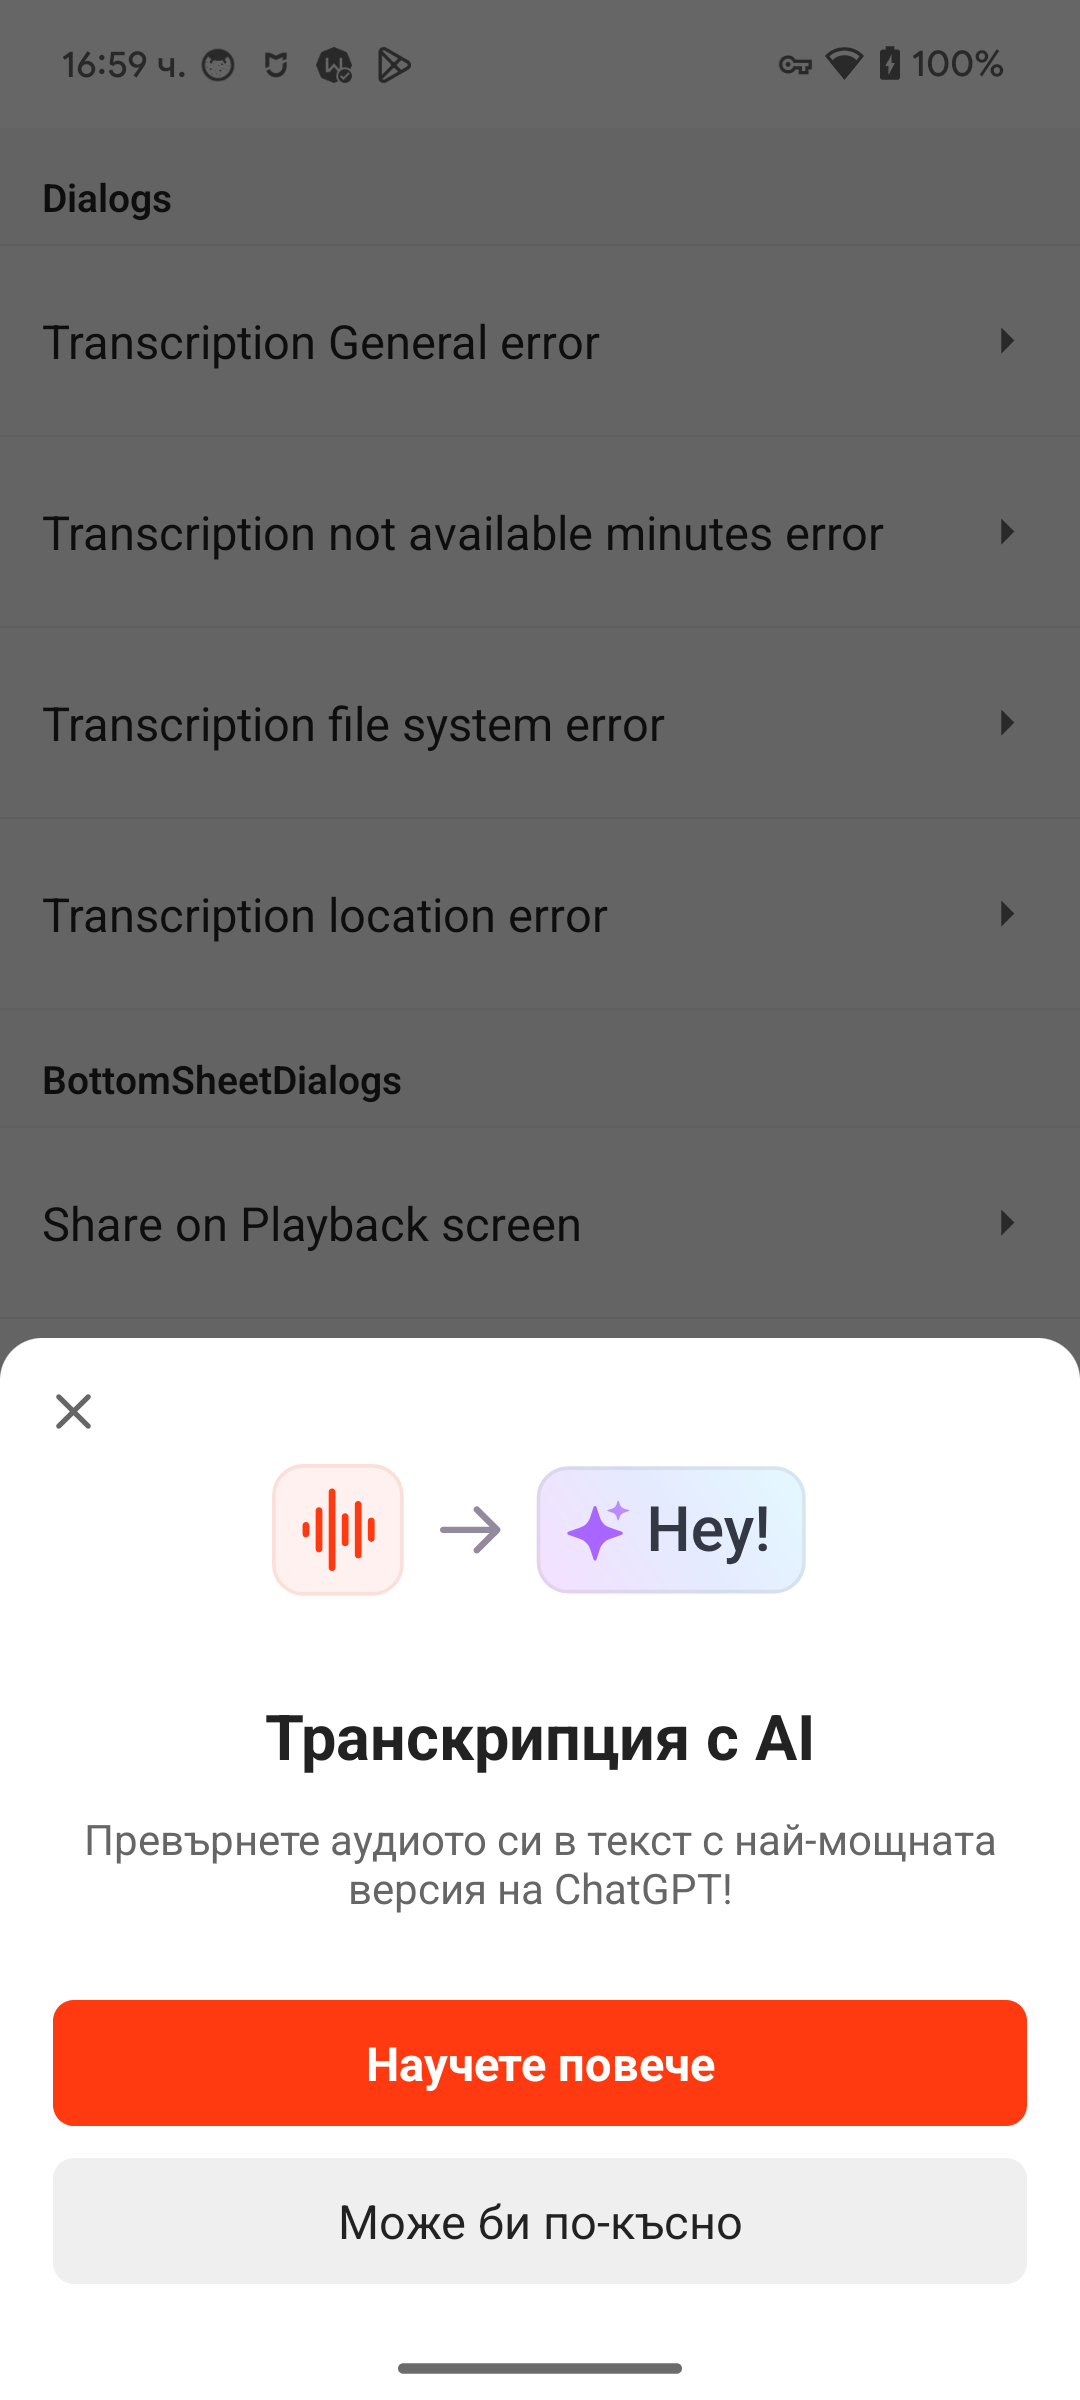 16:59 ч.
100%
Dialogs
Transcription General error
Transcription not available minutes error
Transcription file system error
Transcription location error
BottomSheetDialogs
Share on Playback screen
Hey!
Транскрипция с AI
Превърнете аудиото си в текст с най-мощната
версия на ChatGPT!
Научете повече
Може би по-късно